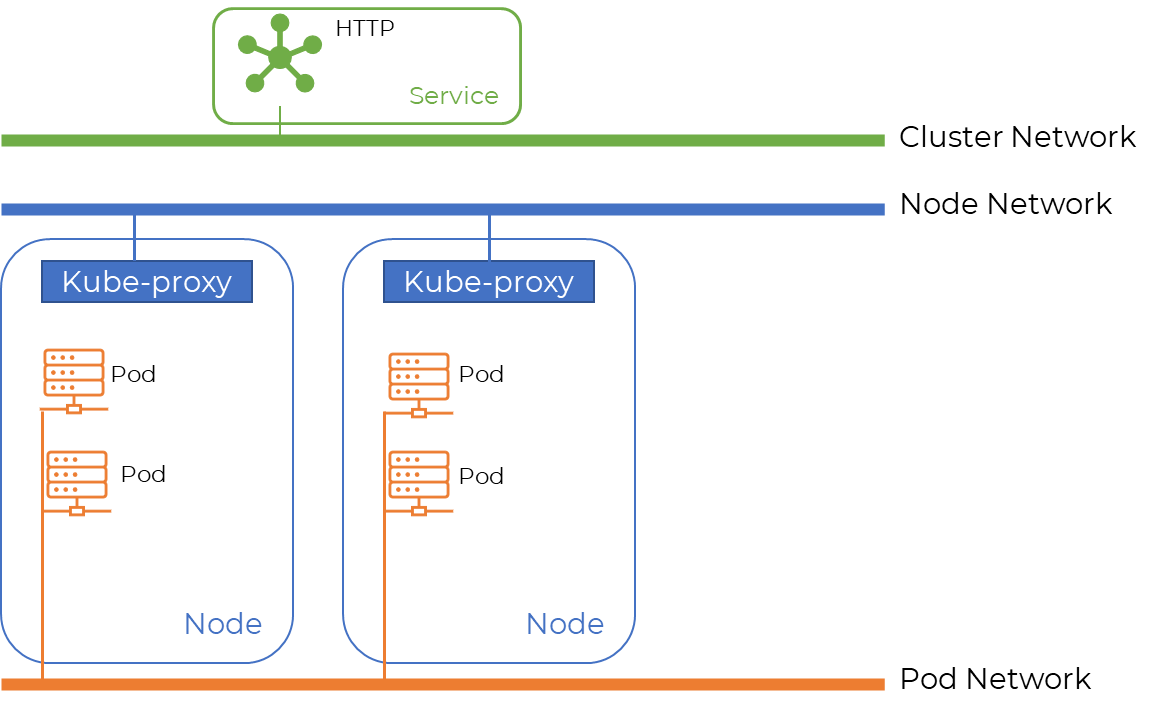 HTTP
Service
Cluster Network
Node Network
Kube-proxy
Kube-proxy
Pod
Pod
Pod
Pod
Node
Node
Pod Network